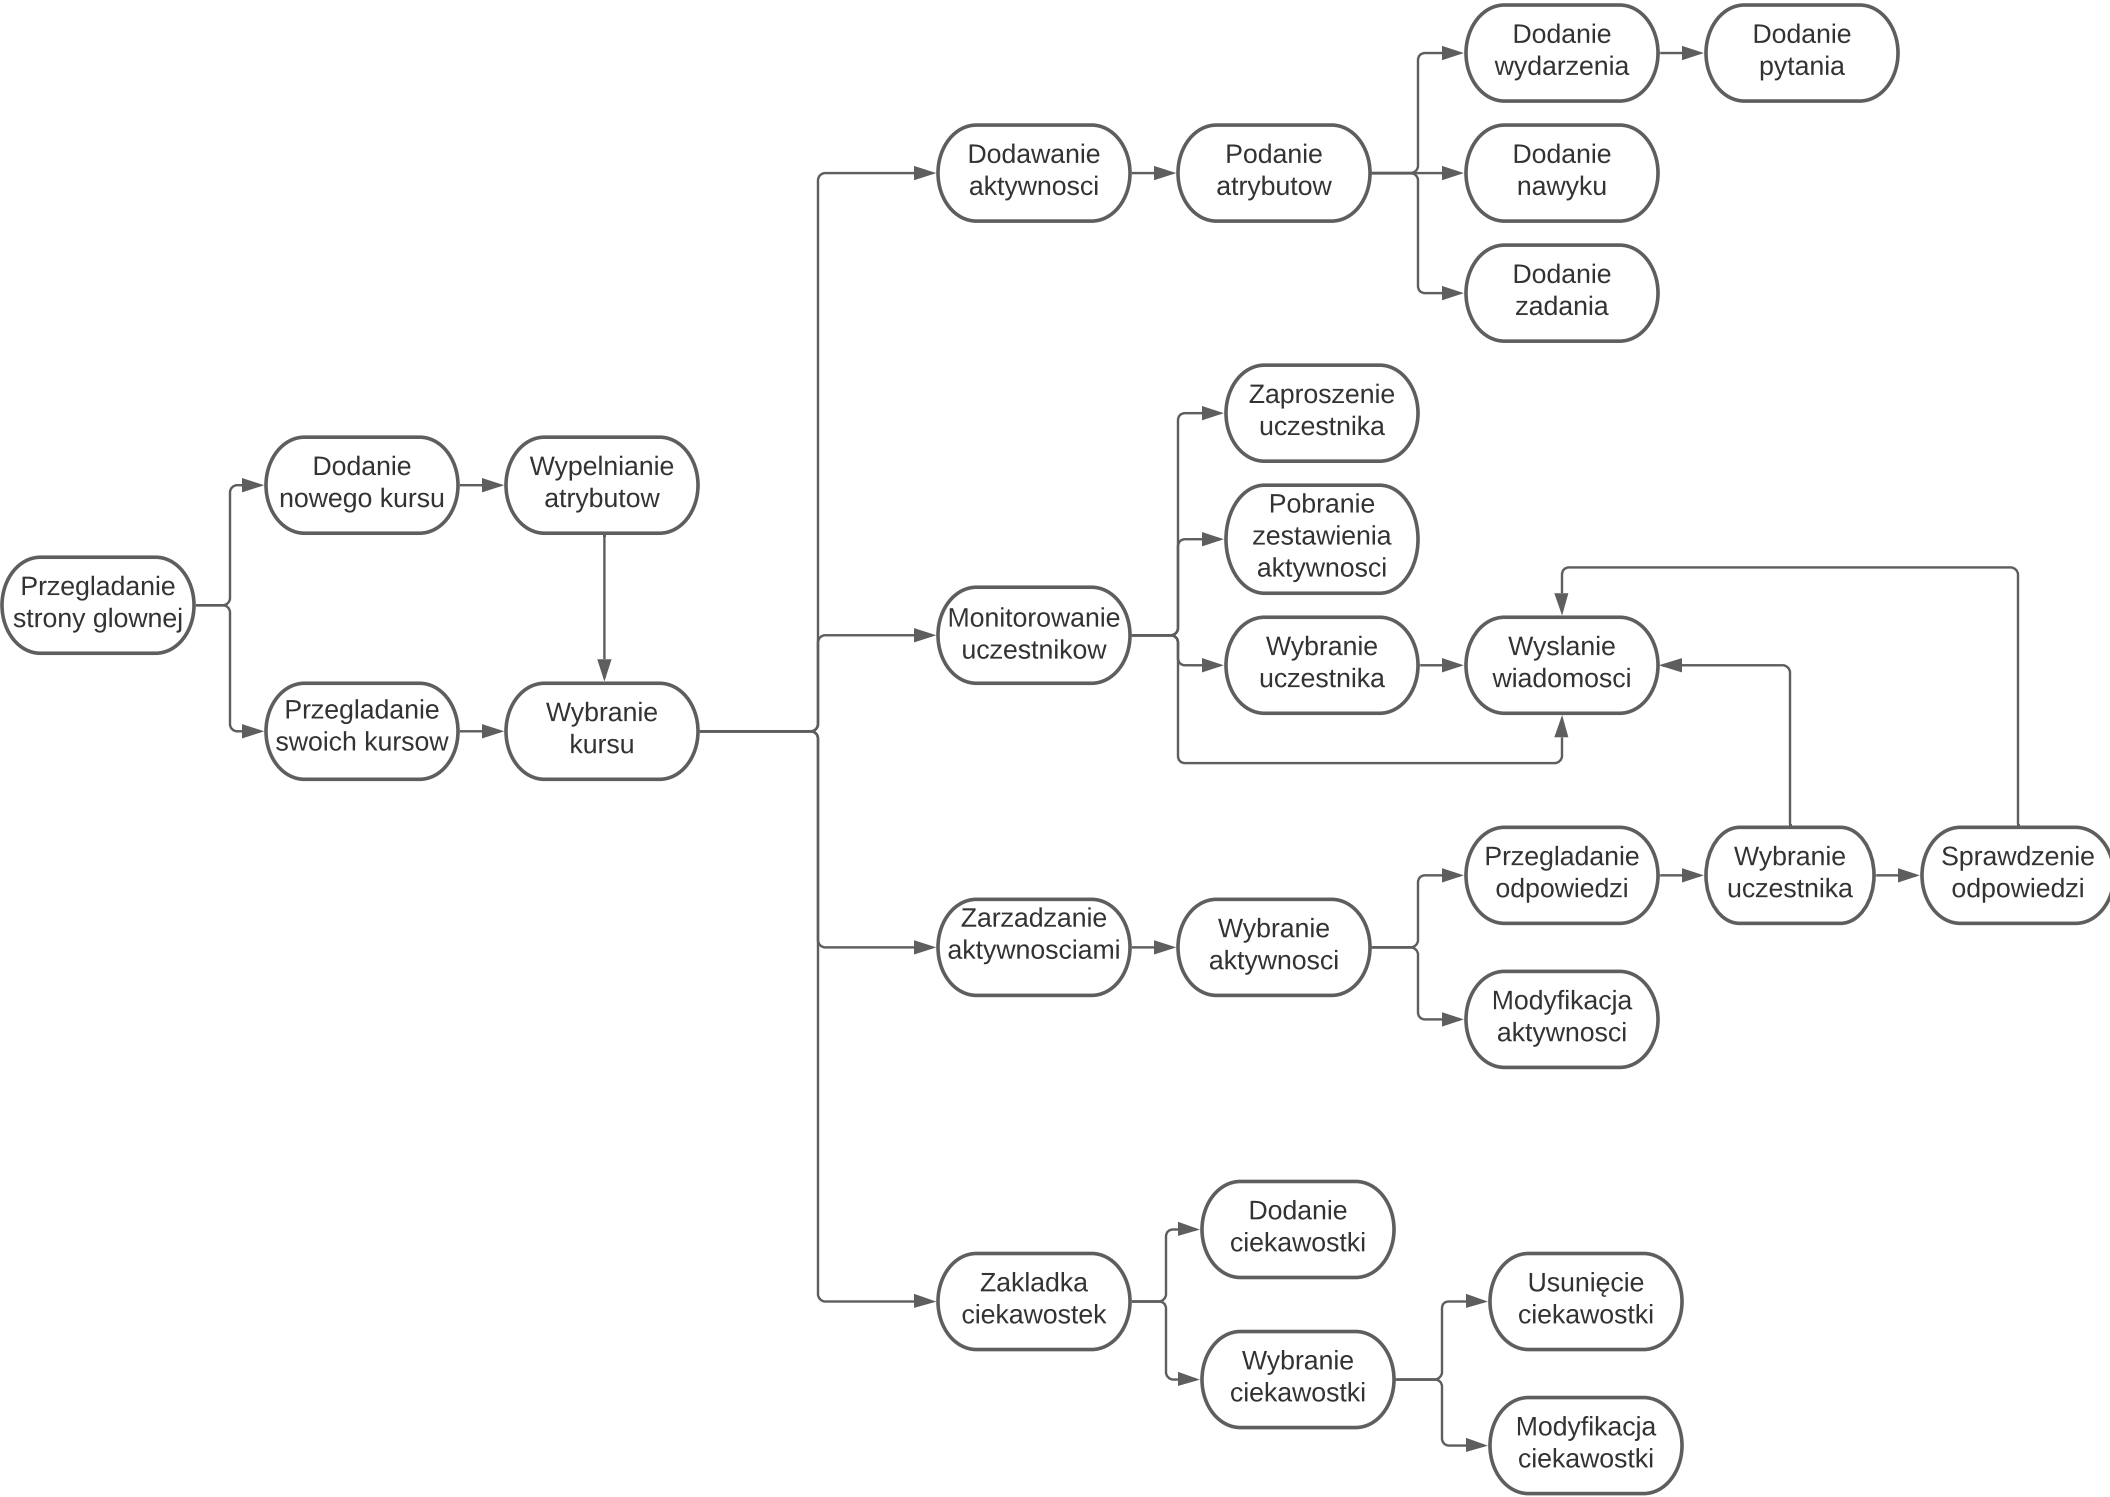 Dodanie
wydarzenia
Dodanie
pytania
Dodawanie
aktywnosci
Podanie
atrybutow
Dodanie
nawyku
Dodanie
zadania
Zaproszenie
uczestnika
Dodanie
nowego kursu
Wypelnianie
atrybutow
Pobranie
zestawienia
aktywnosci
Przegladanie
strony glownej
Monitorowanie
uczestnikow
Wybranie
uczestnika
Wyslanie
wiadomosci
Przegladanie
swoich kursow
Wybranie
kursu
Przegladanie
odpowiedzi
Wybranie
uczestnika
Sprawdzenie
odpowiedzi
Zarzadzanie
aktywnosciami
Wybranie
aktywnosci
Modyfikacja
aktywnosci
Dodanie
ciekawostki
Zakladka
ciekawostek
Usunięcie
ciekawostki
Wybranie
ciekawostki
Modyfikacja
ciekawostki